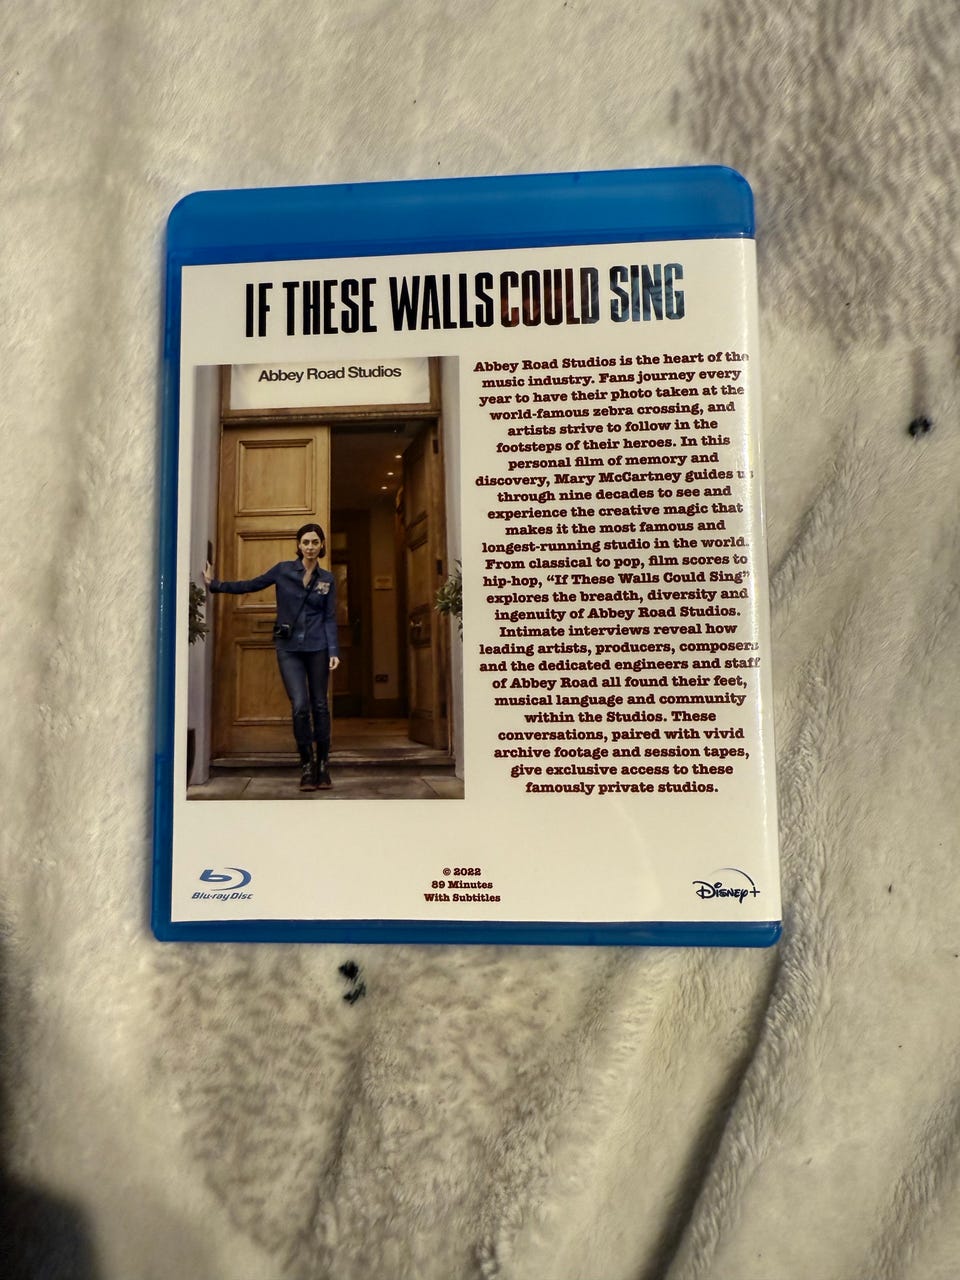 IF THESE WALLS COULD SING
Abbey Road Studios
Abbey Road Studios is the heart of the
music industry. Fans journey every
year to have their photo taken at the
world-famous zebra crossing, and
artists strive to follow in the
footsteps of their heroes. In this
personal film of memory and
discovery, Mary McCartney guides us
through nine decades to see and
experience the creative magic that
makes it the most famous and
longest-running studio in the world.
From classical to pop, film scores to
hip-hop, “If These Walls Could Sing”
explores the breadth, diversity and
ingenuity of Abbey Road Studios.
Intimate interviews reveal how
leading artists, producers, composers
and the dedicated engineers and staff
of Abbey Road all found their feet,
musical language and community
within the Studios. These
conversations, paired with vivid
archive footage and session tapes,
give exclusive access to these
famously private studios.
Blu-ray Disc
© 2022
89 Minutes
With Subtitles
Disney+